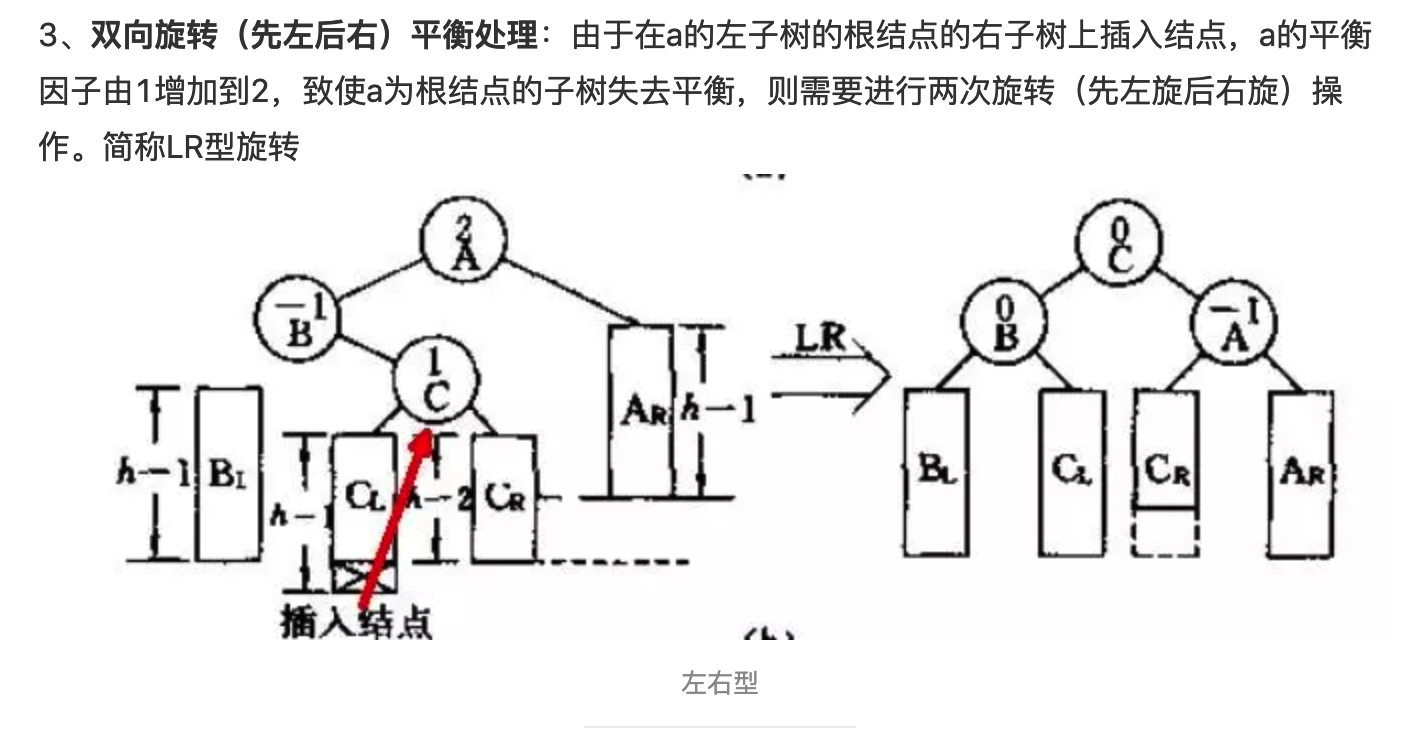 3、双向旋转（先左后右）平衡处理：由于在a的左子树的根结点的右子树上插入结点，a的平衡
因子由1增加到2，致使a为根结点的子树失去平衡，则需要进行两次旋转（先左旋后右旋）操
作。简称LR型旋转
2
A
0
C
−1
B
0
B
−1
A
1
C
LR
AR
h−1
h−1
BL
CL
h−2
CR
h−1
BL
CL
CR
AR
插入结点
(b)
左右型